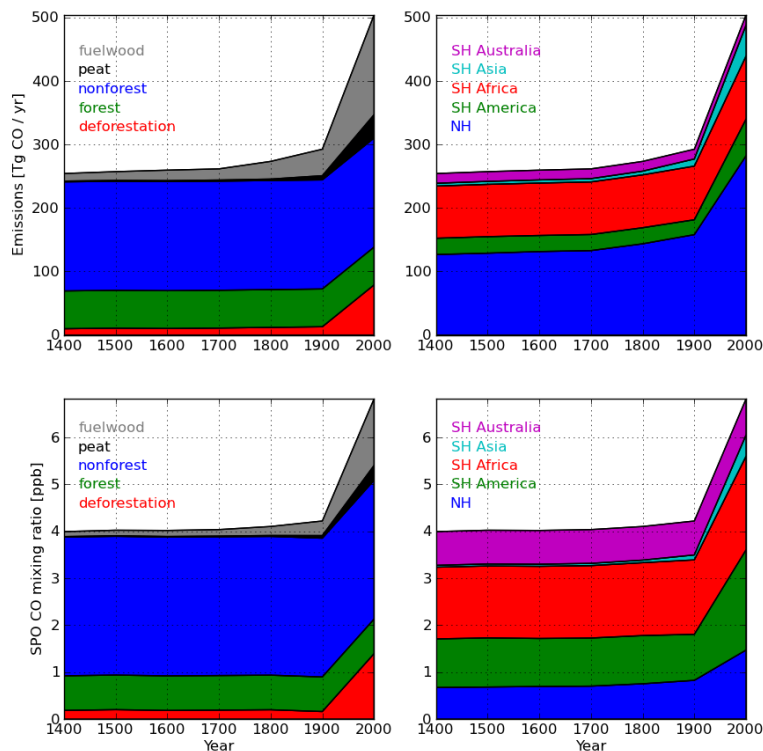 500
400
300
200
100
0
Emissions [Tg CO / yr]
fuelwood
peat
nonforest
forest
deforestation
1400 1500 1600 1700 1800 1900 2000
500
400
300
200
100
0
SH Australia
SH Asia
SH Africa
SH America
NH
1400 1500 1600 1700 1800 1900 2000
6
5
4
3
2
1
0
SPO CO mixing ratio [ppb]
fuelwood
peat
nonforest
forest
deforestation
1400 1500 1600 1700 1800 1900 2000
Year
6
5
4
3
2
1
0
SH Australia
SH Asia
SH Africa
SH America
NH
1400 1500 1600 1700 1800 1900 2000
Year